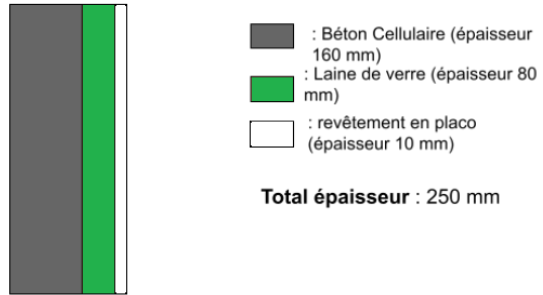 : Béton Cellulaire (épaisseur
160 mm)
: Laine de verre (épaisseur 80
mm)
: revêtement en placo
(épaisseur 10 mm)
Total épaisseur : 250 mm